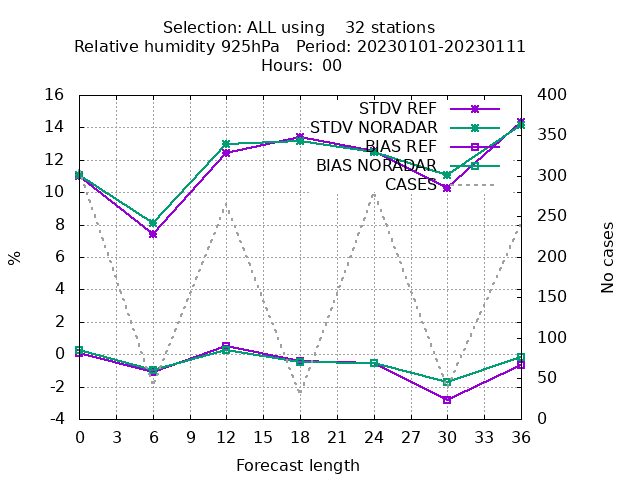 Selection: ALL using    32 stations
Relative humidity 925hPa   Period: 20230101-20230111
Hours: 00
STDV REF
STDV NORADAR
BIAS REF
BIAS NORADAR
CASES
16
14
12
10
8
6
4
2
0
-2
-4
%
400
350
300
250
200
150
100
50
0
No cases
0 3 6 9 12 15 18 21 24 27 30 33 36
Forecast length